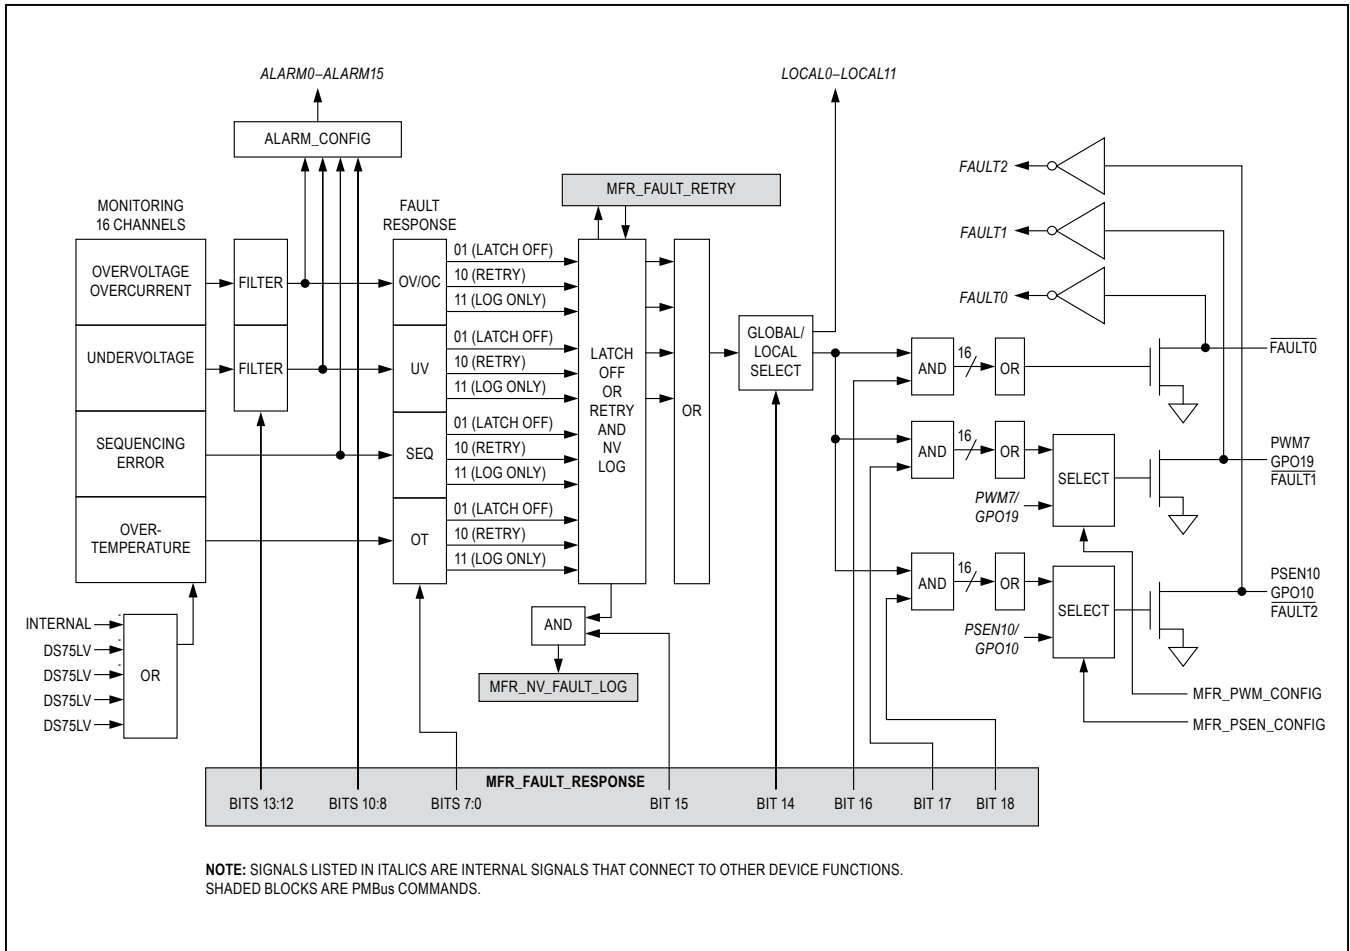 ALARM0–ALARM15
LOCAL0–LOCAL11
ALARM_CONFIG
FAULT2
MFR_FAULT_RETRY
MONITORING
16 CHANNELS
FAULT
RESPONSE
FAULT1
OVERVOLTAGE
OVERCURRENT
FILTER
OV/OC
01 (LATCH OFF)
10 (RETRY)
11 (LOG ONLY)
FAULT0
UNDERVOLTAGE
FILTER
UV
01 (LATCH OFF)
10 (RETRY)
11 (LOG ONLY)
LATCH
OFF
OR
RETRY
AND
NV
LOG
OR
GLOBAL/
LOCAL
SELECT
AND
16
OR
FAULT0
SEQUENCING
ERROR
SEQ
01 (LATCH OFF)
10 (RETRY)
11 (LOG ONLY)
AND
16
OR
SELECT
PWM7/
GPO19
PWM7
GPO19
FAULT1
OVER-
TEMPERATURE
OT
01 (LATCH OFF)
10 (RETRY)
11 (LOG ONLY)
AND
16
OR
SELECT
PSEN10/
GPO10
PSEN10
GPO10
FAULT2
INTERNAL
DS75LV
DS75LV
DS75LV
DS75LV
OR
AND
MFR_NV_FAULT_LOG
MFR_PWM_CONFIG
MFR_PSEN_CONFIG
MFR_FAULT_RESPONSE
BITS 13:12
BITS 10:8
BITS 7:0
BIT 15
BIT 14
BIT 16
BIT 17
BIT 18
NOTE: SIGNALS LISTED IN ITALICS ARE INTERNAL SIGNALS THAT CONNECT TO OTHER DEVICE FUNCTIONS.
SHADED BLOCKS ARE PMBus COMMANDS.